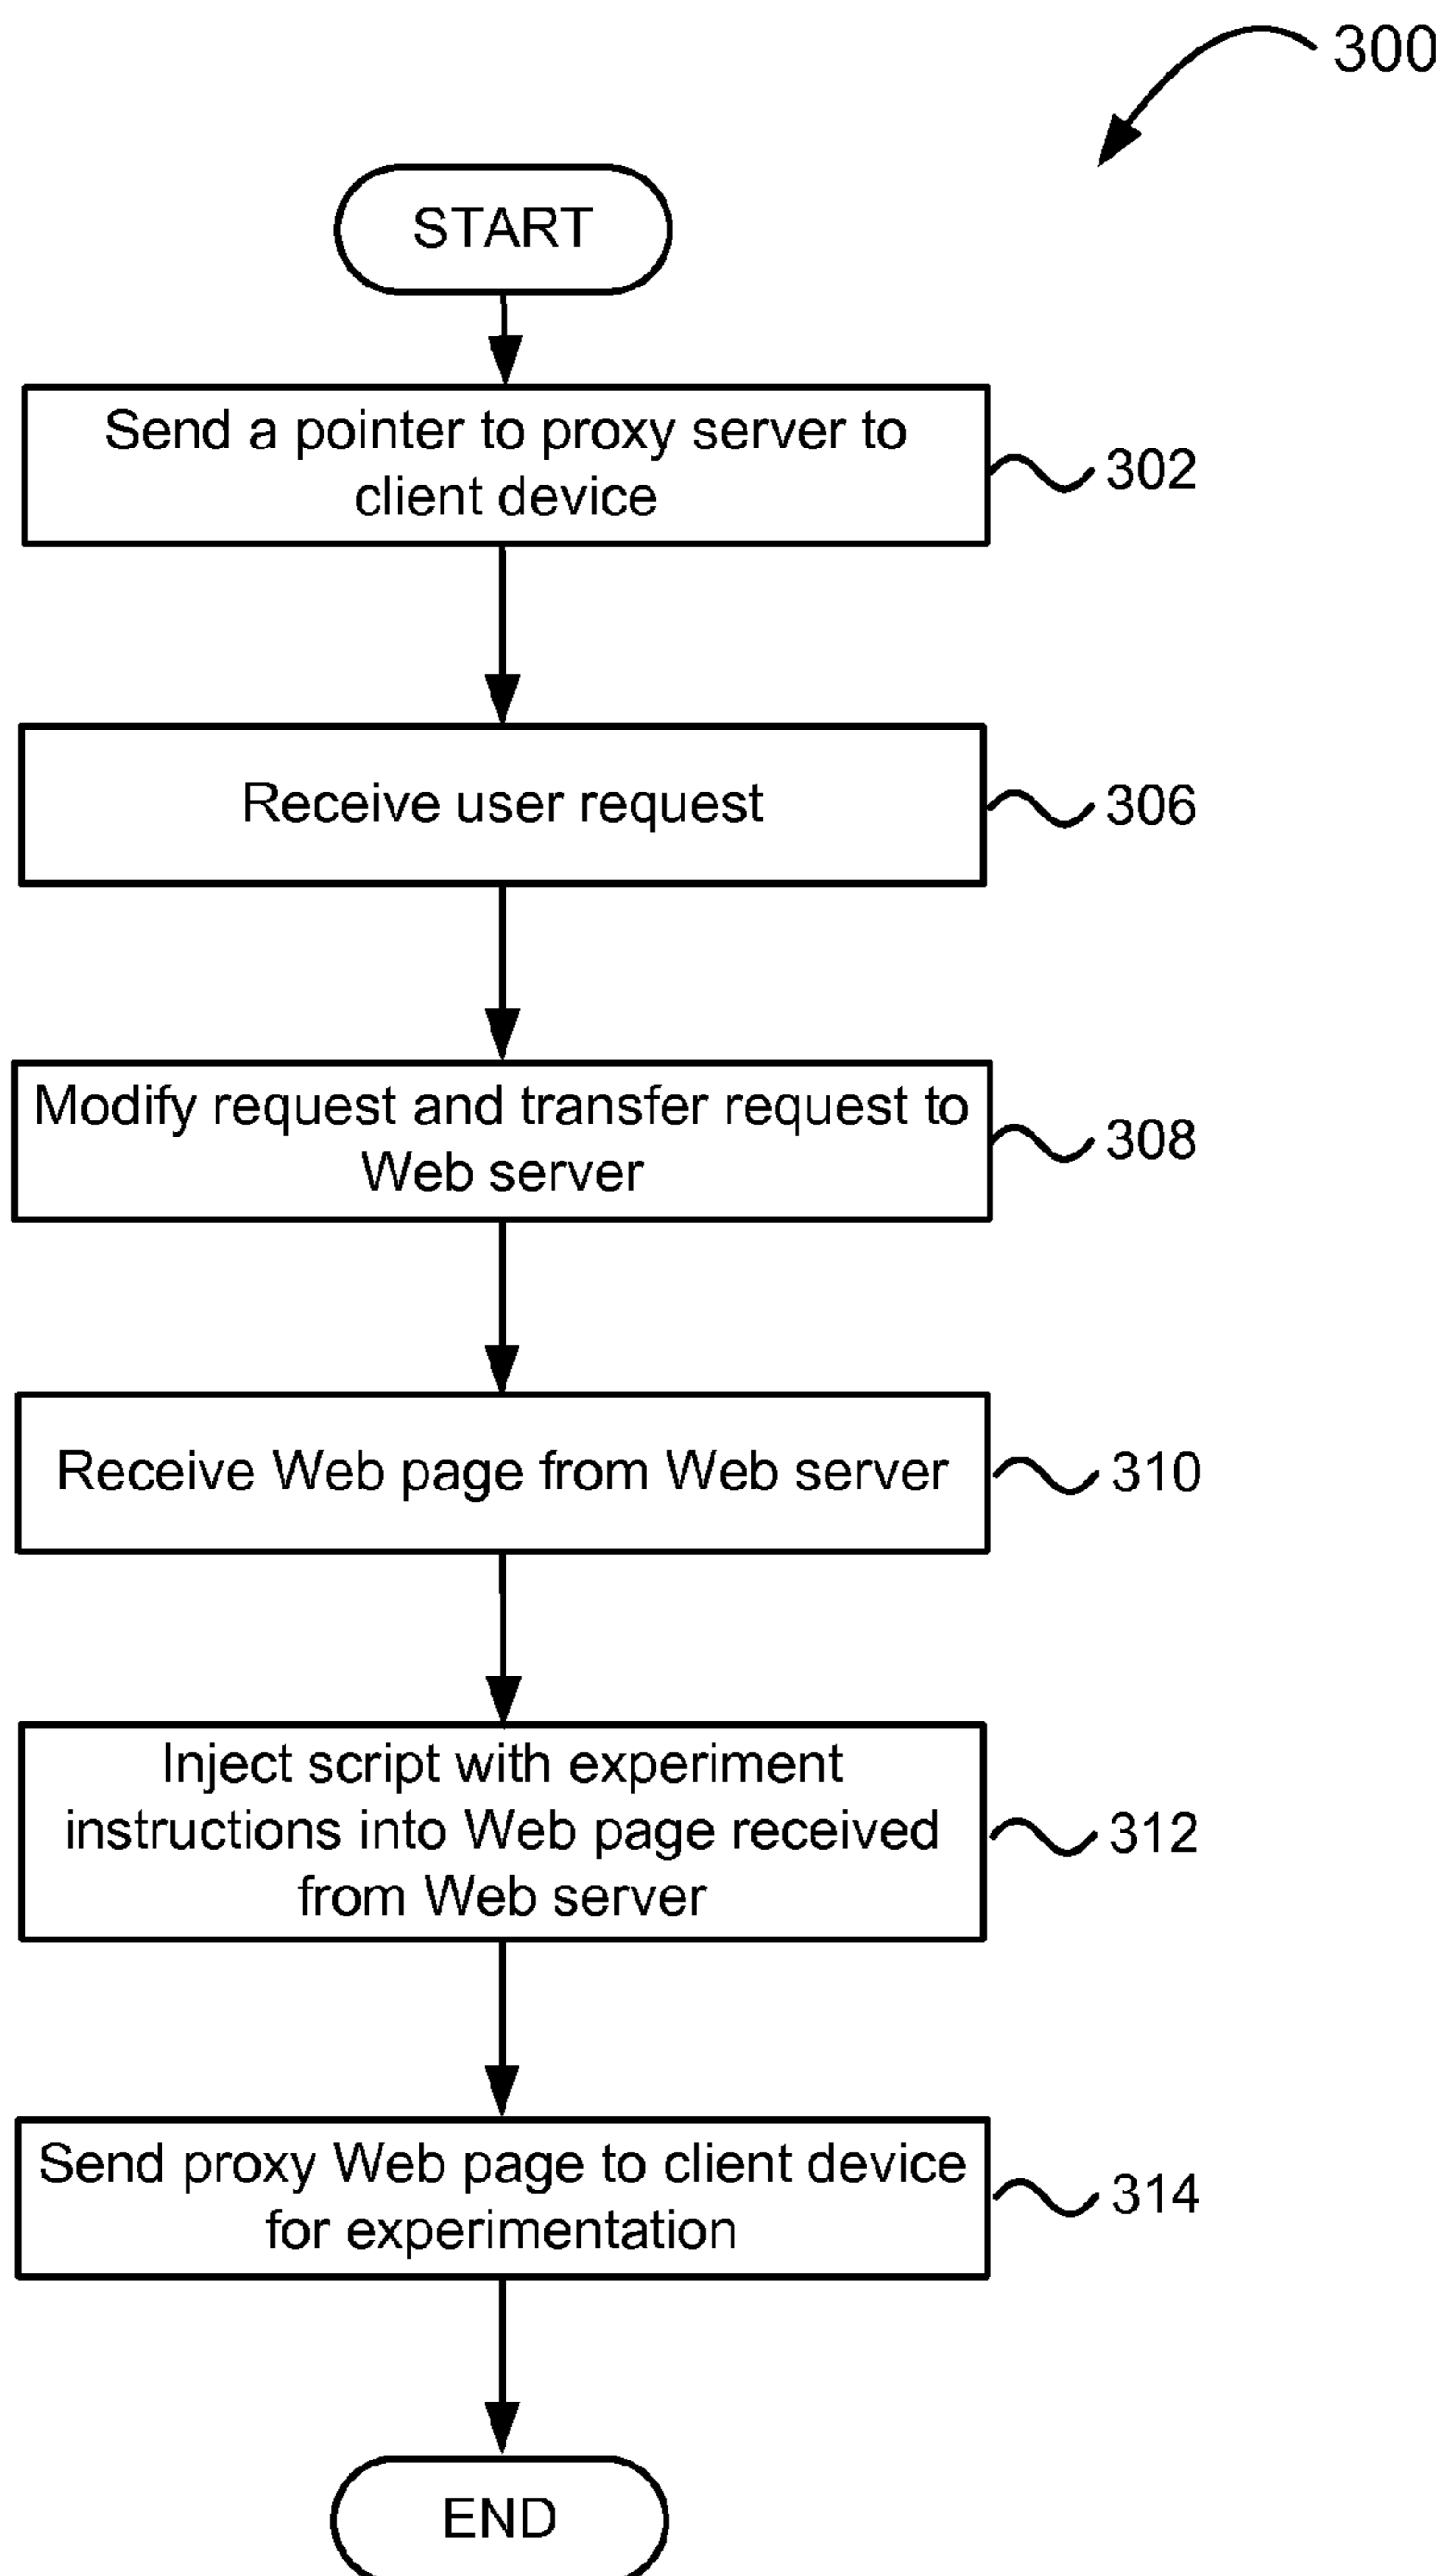 300
START
Send a pointer to proxy server to
client device
302
Receive user request
306
Modify request and transfer request to
Web server
308
Receive Web page from Web server
310
Inject script with experiment
instructions into Web page received
from Web server
312
Send proxy Web page to client device
for experimentation
314
END